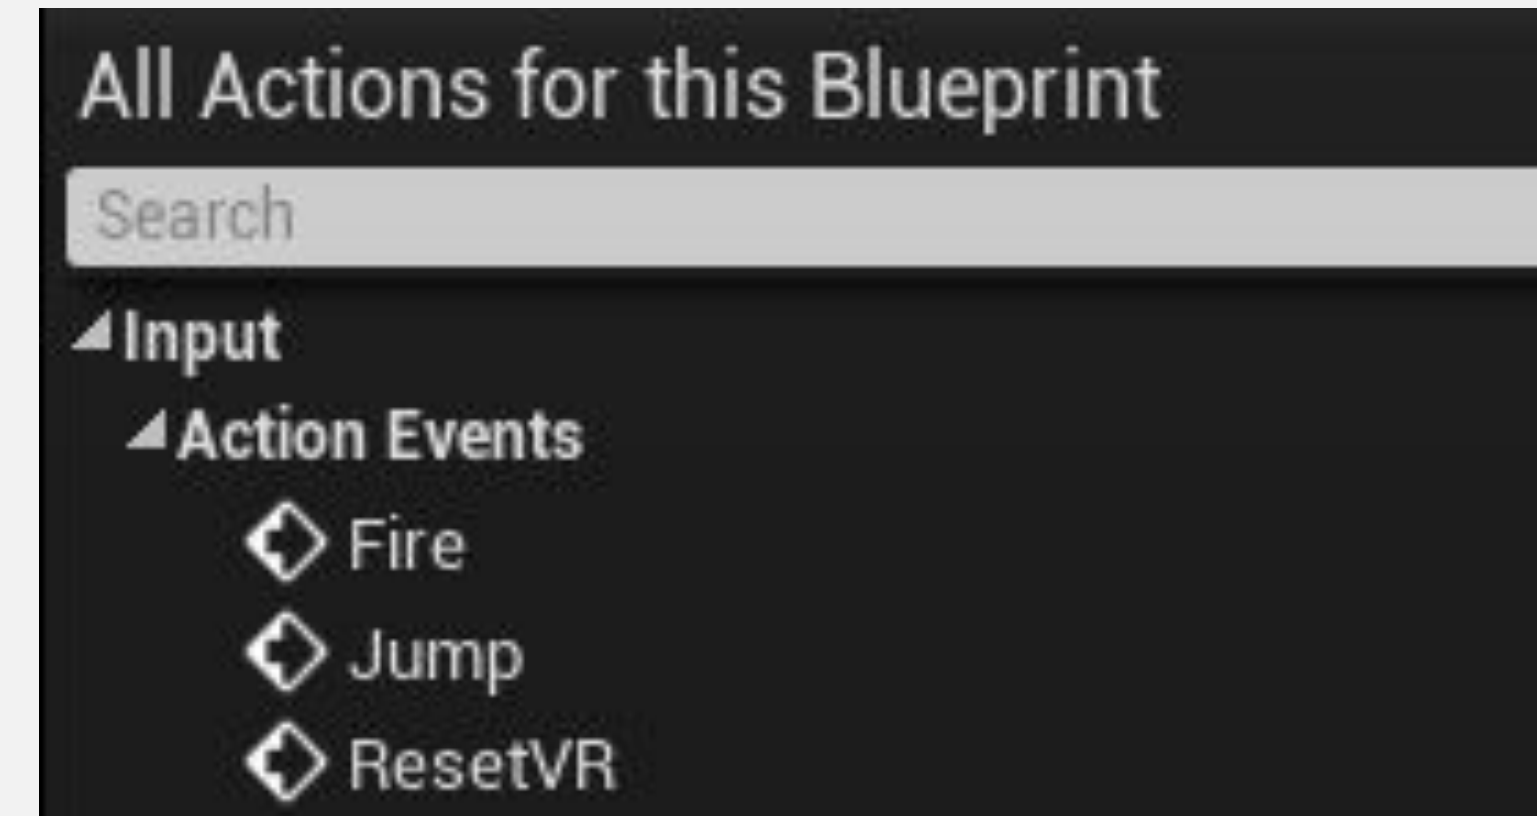 All Actions for this Blueprint
Search
Input
Action Events
Fire
Jump
ResetVR